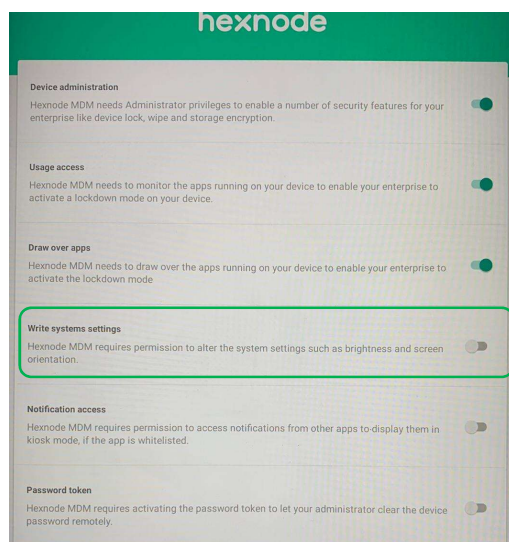 hexnode
Device administration
Hexnode MDM needs Administrator privileges to enable a number of security features for your
enterprise like device lock, wipe and storage encryption.
Usage access
Hexnode MDM needs to monitor the apps running on your device to enable your enterprise to
activate a lockdown mode on your device.
Draw over apps
Hexnode MDM needs to draw over the apps running on your device to enable your enterprise to
activate the lockdown mode
Write systems settings
Hexnode MDM requires permission to alter the system settings such as brightness and screen
orientation.
Notification access
Hexnode MDM requires permission to access notifications from other apps to display them in
kiosk mode, if the app is whitelisted.
Password token
Hexnode MDM requires activating the password token to let your administrator clear the device
password remotely.